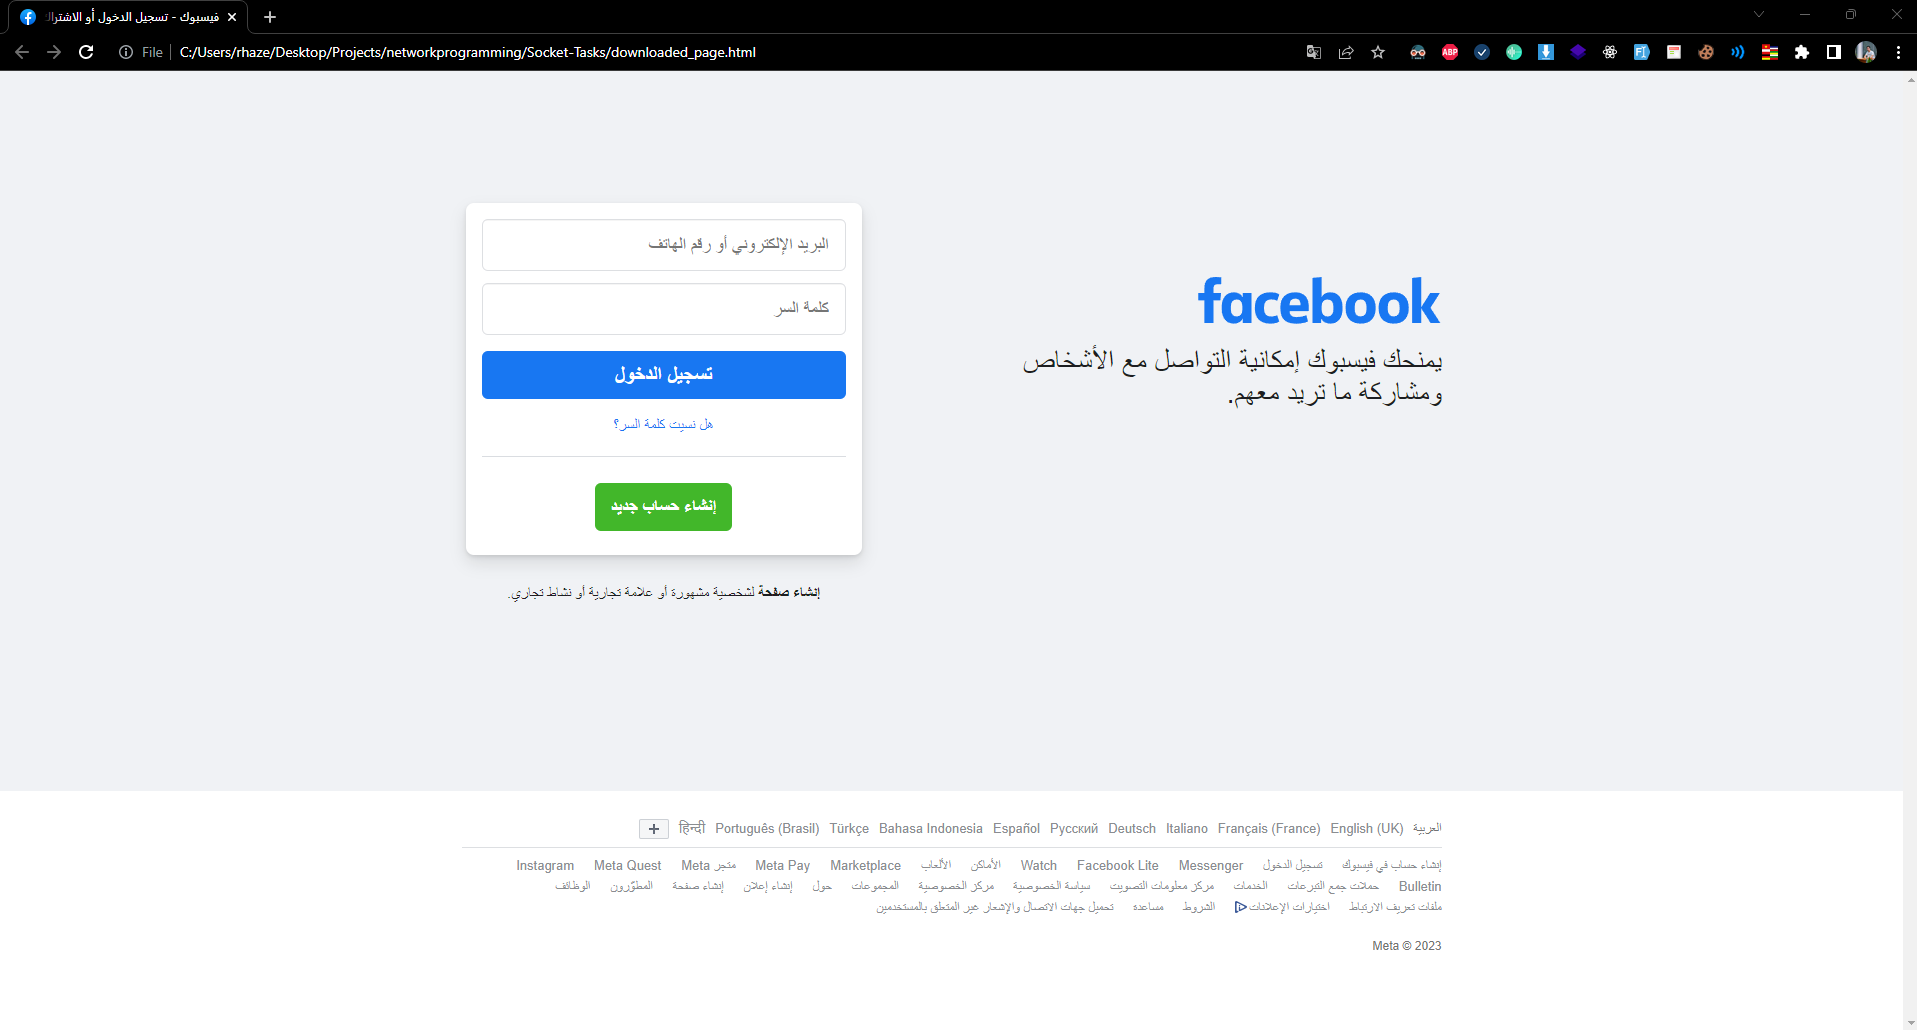 فيسبوك - تسجيل الدخول أو الاشتراك
File
C:/Users/rhaze/Desktop/Projects/networkprogramming/Socket-Tasks/downloaded_page.html
ABP
facebook
يمنحك فيسبوك إمكانية التواصل مع الأشخاص
ومشاركة ما تريد معهم.
البريد الإلكتروني أو رقم الهاتف
كلمة السر
تسجيل الدخول
هل نسيت كلمة السر؟
إنشاء حساب جديد
إنشاء صفحة لشخصية مشهورة أو علامة تجارية أو نشاط تجاري.
العربية English (UK) Français (France) Italiano Deutsch Русский Español Bahasa Indonesia Türkçe Português (Brasil) हिन्दी
إنشاء حساب في فيسبوك تسجيل الدخول Messenger Facebook Lite Watch الأماكن الألعاب Marketplace Meta Pay متجر Meta Meta Quest Instagram
Bulletin حملات جمع التبرعات الخدمات مركز معلومات التصويت سياسة الخصوصية مركز الخصوصية المجموعات حول إنشاء إعلان إنشاء صفحة المطوّرون الوظائف
ملفات تعريف الارتباط اختيارات الإعلانات الشروط مساعدة تحميل جهات الاتصال والإشعار غير المتعلق بالمستخدمين
Meta © 2023